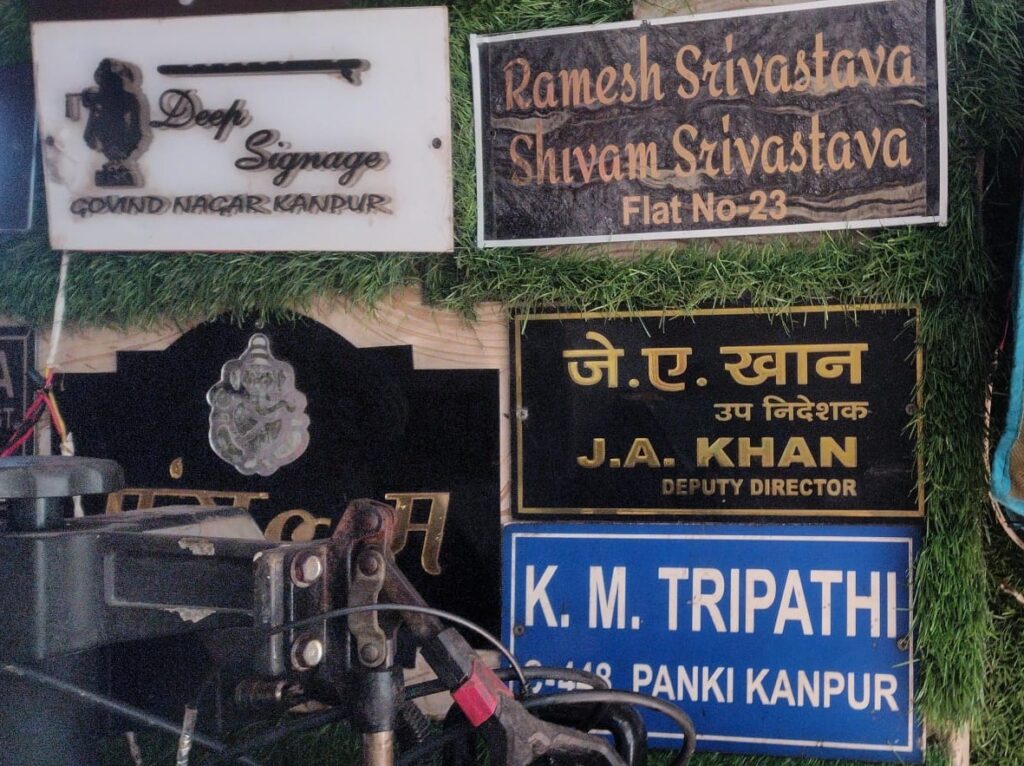 Deep
Signage
GOVIND NAGAR KANPUR
Ramesh Srivastava
Shivam Srivastava
Flat No-23
जे.ए. खान
उप निदेशक
J.A. KHAN
DEPUTY DIRECTOR
K. M. TRIPATHI
PANKI KANPUR